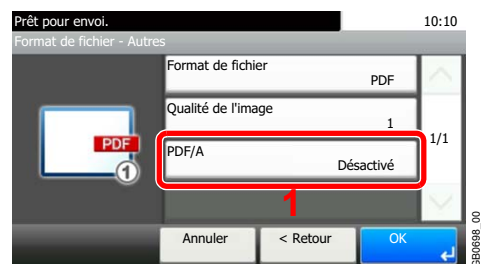 Prêt pour envoi.
10:10
Format de fichier - Autres
Format de fichier
PDF
Qualité de l'image
1
1/1
PDF
1
PDF/A
Désactivé
1
Annuler
< Retour
OK
GB0698_00